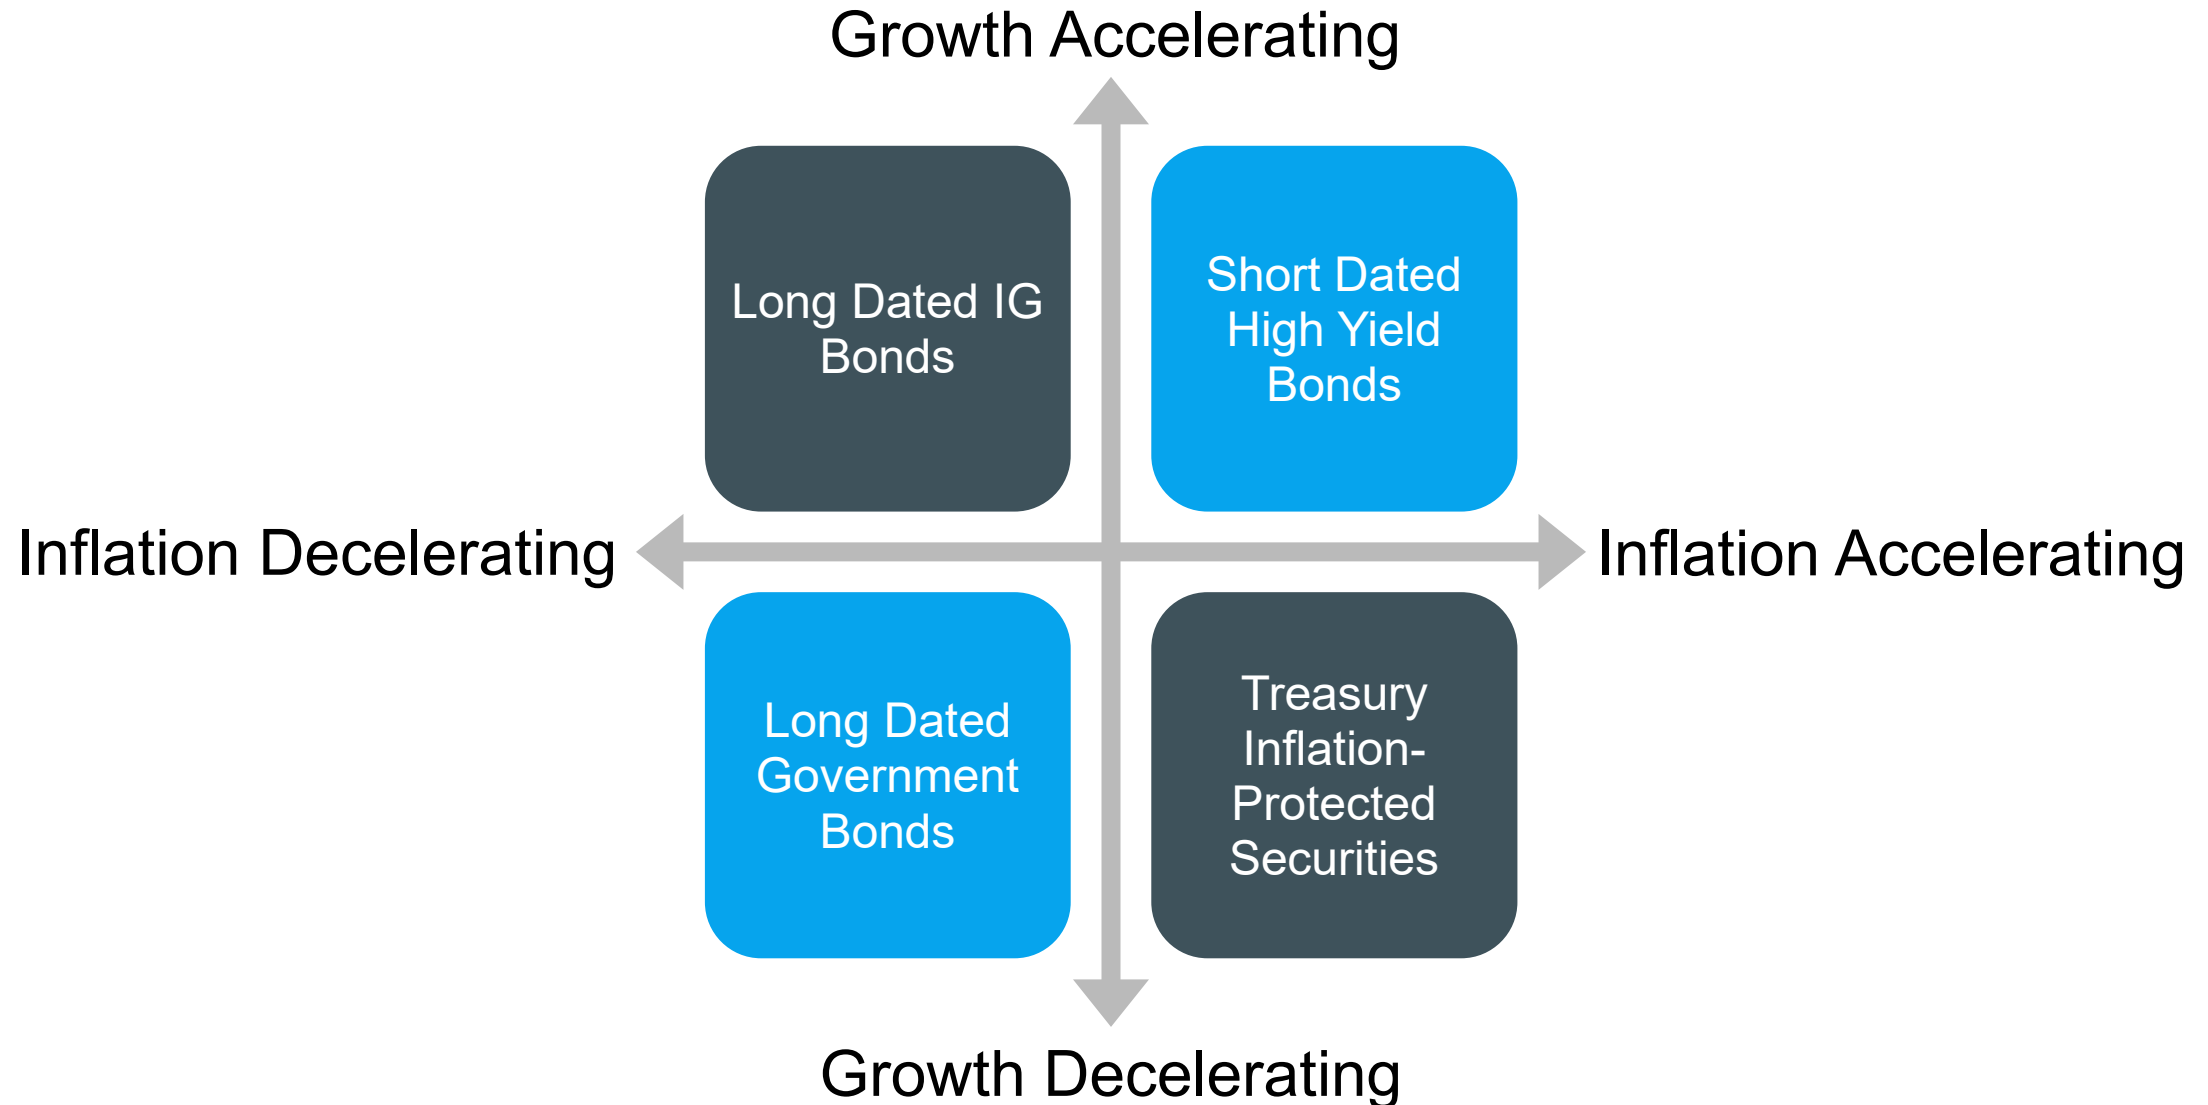 Growth Accelerating
Long Dated IG
Bonds
Short Dated
High Yield
Bonds
Inflation Decelerating
Inflation Accelerating
Long Dated
Government
Bonds
Treasury
Inflation-
Protected
Securities
Growth Decelerating